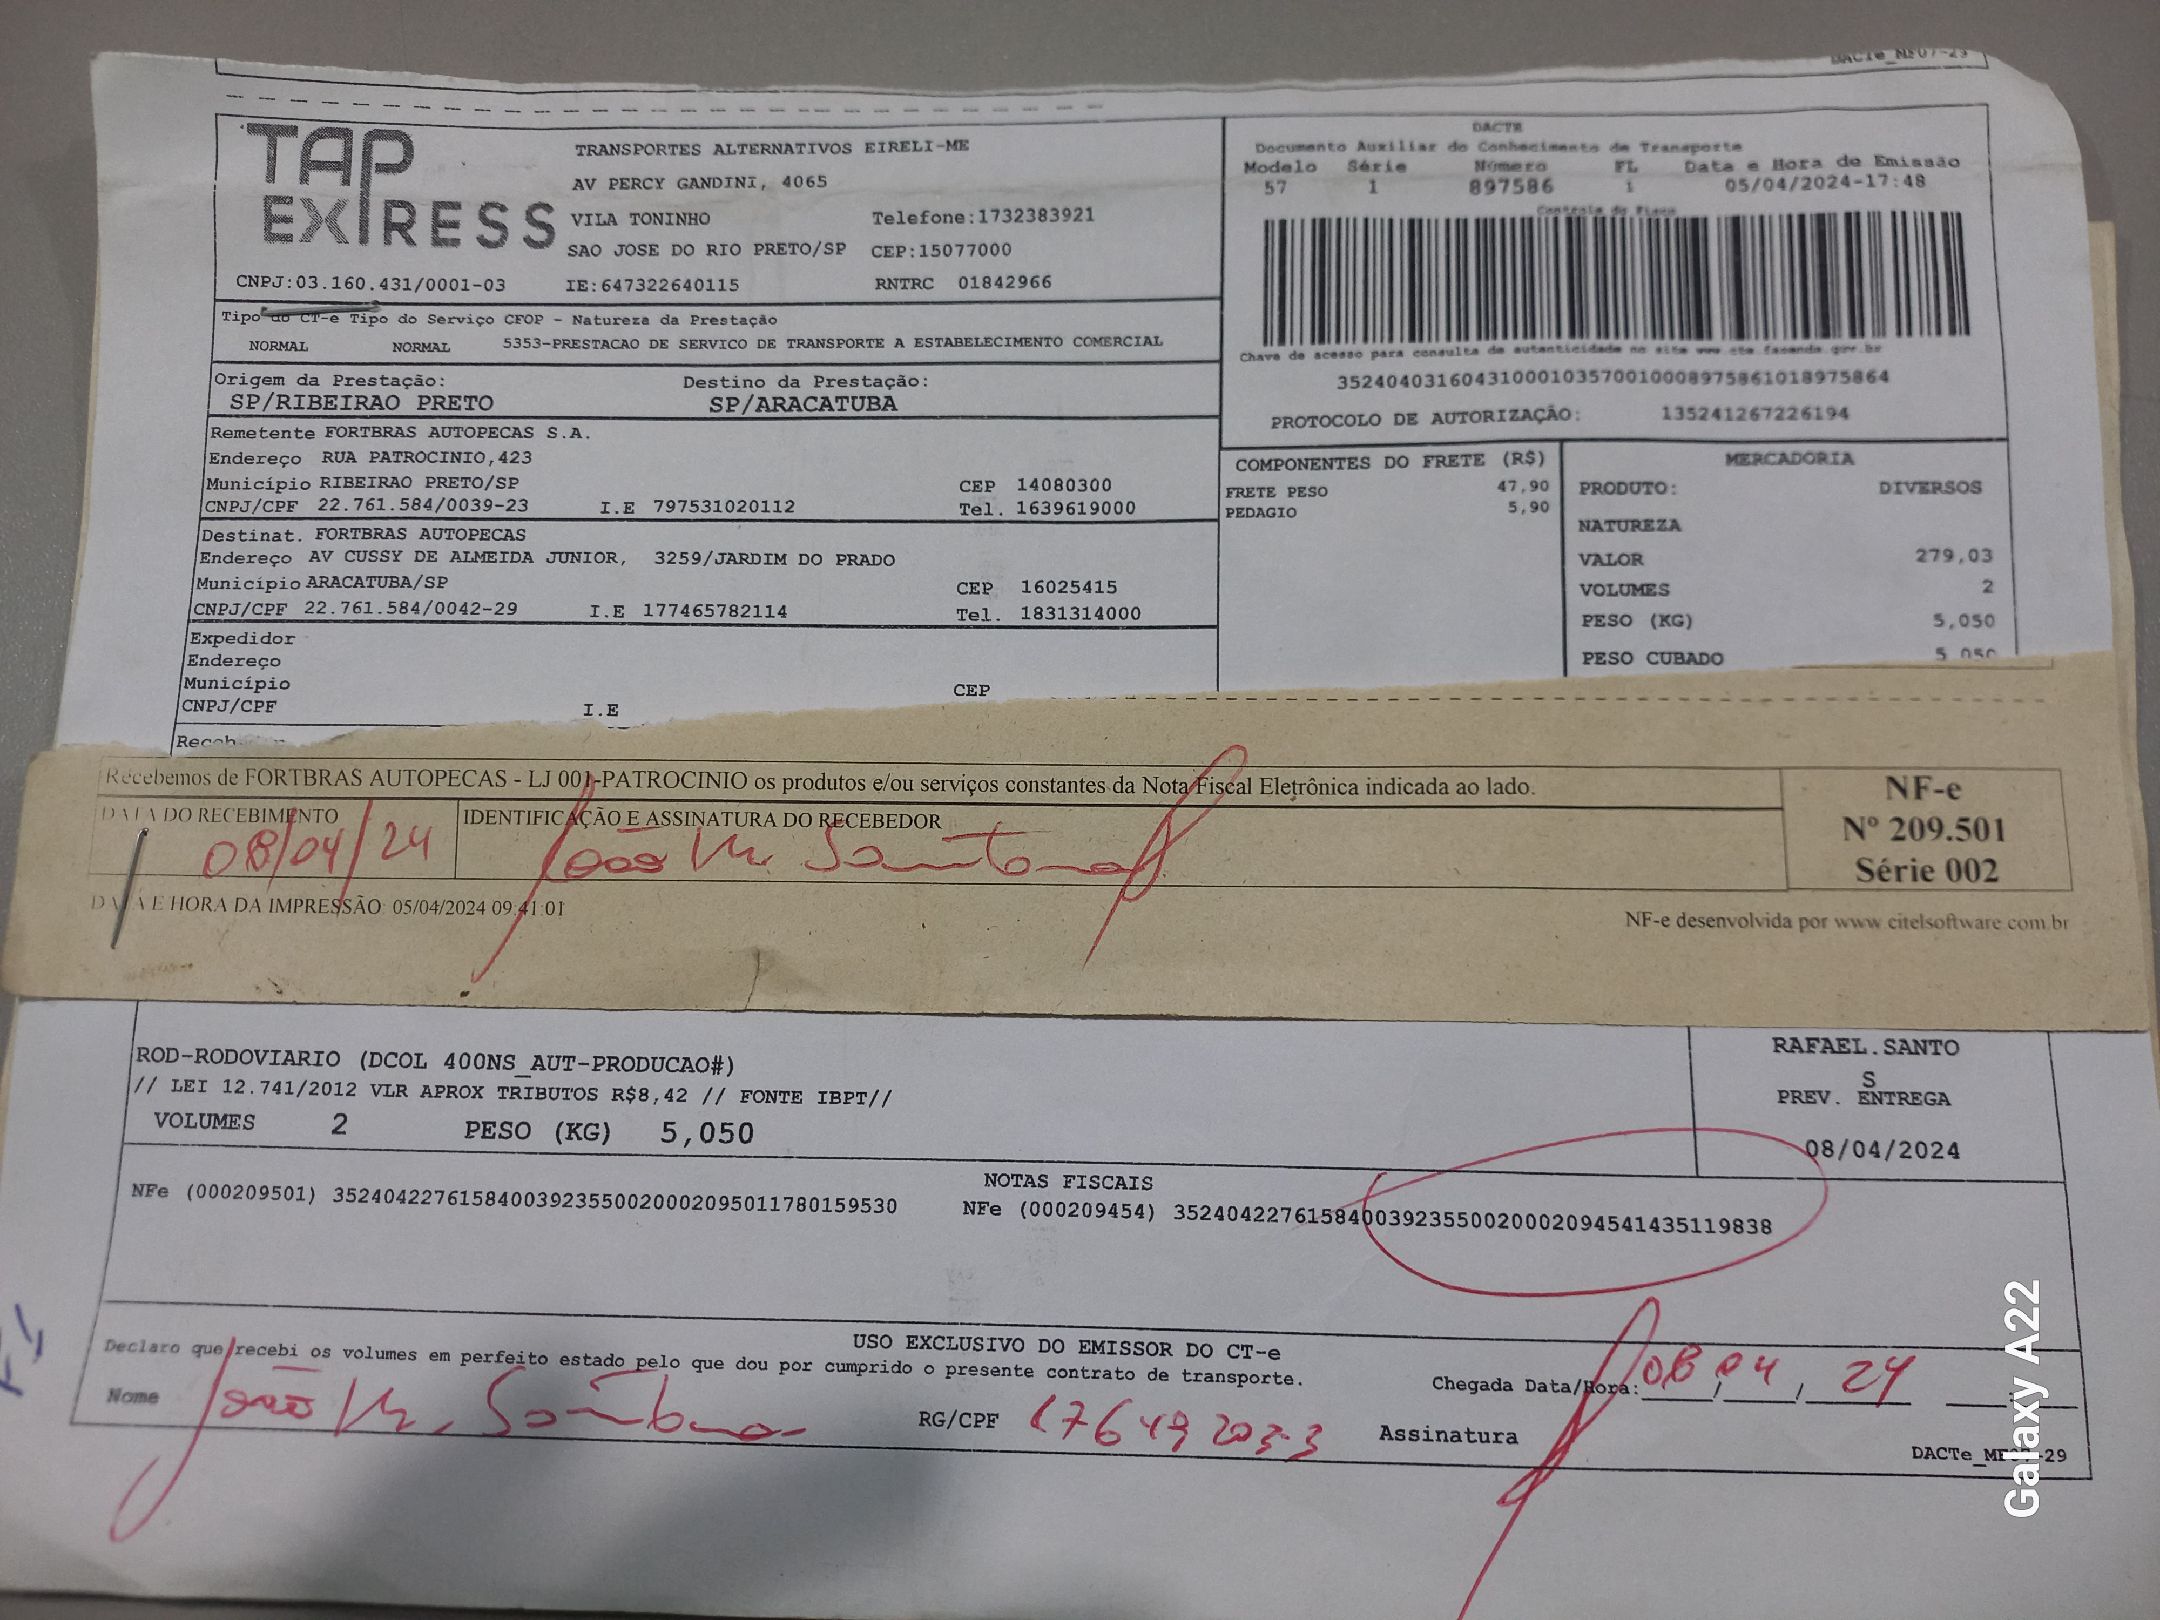 DACTe_Nº07-29
TAP EXPRESS
TRANSPORTES ALTERNATIVOS EIRELI-ME
AV PERCY GANDINI, 4065
VILA TONINHO Telefone:1732383921
SAO JOSE DO RIO PRETO/SP CEP:15077000
CNPJ:03.160.431/0001-03 IE:647322640115 RNTRC 01842966
DACTE
Documento Auxiliar do Conhecimento de Transporte
Modelo Série Número FL Data e Hora de Emissão
57 1 897586 1 05/04/2024-17:48
Controle do Fisco
Chave de acesso para consulta de autenticidade no site www.cte.fazenda.gov.br
35240403160431000103570010008975861018975864
PROTOCOLO DE AUTORIZAÇÃO: 135241267226194
Tipo do CT-e Tipo do Serviço CFOP - Natureza da Prestação
NORMAL NORMAL 5353-PRESTACAO DE SERVICO DE TRANSPORTE A ESTABELECIMENTO COMERCIAL
Origem da Prestação: Destino da Prestação:
SP/RIBEIRAO PRETO SP/ARACATUBA
Remetente FORTBRAS AUTOPECAS S.A.
Endereço RUA PATROCINIO,423
Município RIBEIRAO PRETO/SP CEP 14080300
CNPJ/CPF 22.761.584/0039-23 I.E 797531020112 Tel. 1639619000
Destinat. FORTBRAS AUTOPECAS
Endereço AV CUSSY DE ALMEIDA JUNIOR, 3259/JARDIM DO PRADO
Município ARACATUBA/SP CEP 16025415
CNPJ/CPF 22.761.584/0042-29 I.E 177465782114 Tel. 1831314000
Expedidor
Endereço
Município CEP
CNPJ/CPF I.E
COMPONENTES DO FRETE (R$)
FRETE PESO 47,90
PEDAGIO 5,90
MERCADORIA
PRODUTO: DIVERSOS
NATUREZA
VALOR 279,03
VOLUMES 2
PESO (KG) 5,050
PESO CUBADO 5,050
Recebemos de FORTBRAS AUTOPECAS - LJ 001-PATROCINIO os produtos e/ou serviços constantes da Nota Fiscal Eletrônica indicada ao lado.
DATA DO RECEBIMENTO IDENTIFICAÇÃO E ASSINATURA DO RECEBEDOR
08/04/24 João M. Santana
NF-e
Nº 209.501
Série 002
DATA E HORA DA IMPRESSÃO: 05/04/2024 09:41:01
NF-e desenvolvida por www.citelsoftware.com.br
ROD-RODOVIARIO (DCOL 400NS_AUT-PRODUCAO#)
// LEI 12.741/2012 VLR APROX TRIBUTOS R$8,42 // FONTE IBPT//
VOLUMES 2 PESO (KG) 5,050
RAFAEL.SANTO
S
PREV. ENTREGA
08/04/2024
NOTAS FISCAIS
NFe (000209501) 35240422761584003923550020002095011780159530 NFe (000209454) 35240422761584003923550020002094541435119838
USO EXCLUSIVO DO EMISSOR DO CT-e
Declaro que recebi os volumes em perfeito estado pelo que dou por cumprido o presente contrato de transporte.
Chegada Data/Hora: 08/04/24
Nome João M. Santana RG/CPF 176492033 Assinatura
DACTe_Nº07-29
Galaxy A22